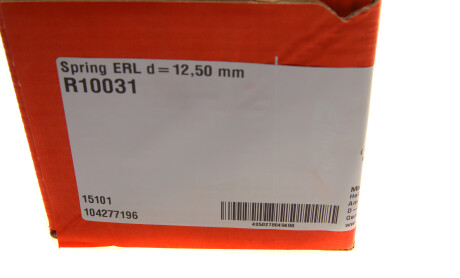 Spring ERL d=12,50 mm
R10031
15101
104277196